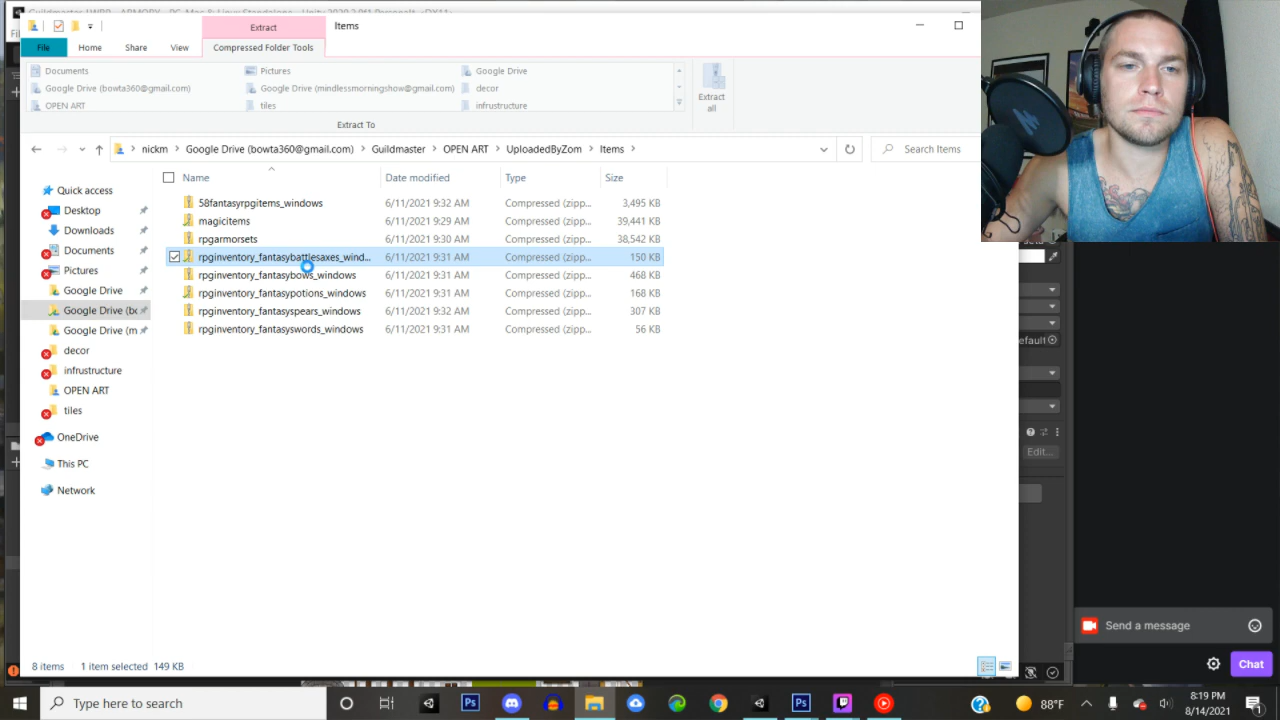 Extract
Items
File
Home
Share
View
Compressed Folder Tools
Documents
Pictures
Google Drive
Google Drive (bowta360@gmail.com)
Google Drive (mindlessmorningshow@gmail.com)
decor
OPEN ART
tiles
infrustructure
Extract all
Extract To
nickm
Google Drive (bowta360@gmail.com)
Guildmaster
OPEN ART
UploadedByZom
Items
Search Items
Name
Date modified
Type
Size
58fantasyrpgitems_windows 6/11/2021 9:32 AM Compressed (zipp... 3,495 KB
magicitems 6/11/2021 9:29 AM Compressed (zipp... 39,441 KB
rpgarmorsets 6/11/2021 9:30 AM Compressed (zipp... 38,542 KB
rpginventory_fantasybattlesaxes_wind... 6/11/2021 9:31 AM Compressed (zipp... 150 KB
rpginventory_fantasybows_windows 6/11/2021 9:31 AM Compressed (zipp... 468 KB
rpginventory_fantasypotions_windows 6/11/2021 9:31 AM Compressed (zipp... 168 KB
rpginventory_fantasyspears_windows 6/11/2021 9:32 AM Compressed (zipp... 307 KB
rpginventory_fantasyswords_windows 6/11/2021 9:31 AM Compressed (zipp... 56 KB
Quick access
Desktop
Downloads
Documents
Pictures
Google Drive
Google Drive (bo
Google Drive (m
decor
infrustructure
OPEN ART
tiles
OneDrive
This PC
Network
Edit...
Send a message
Chat
8 items
1 item selected 149 KB
Type here to search
Ps
Ps
88°F
8:19 PM
8/14/2021